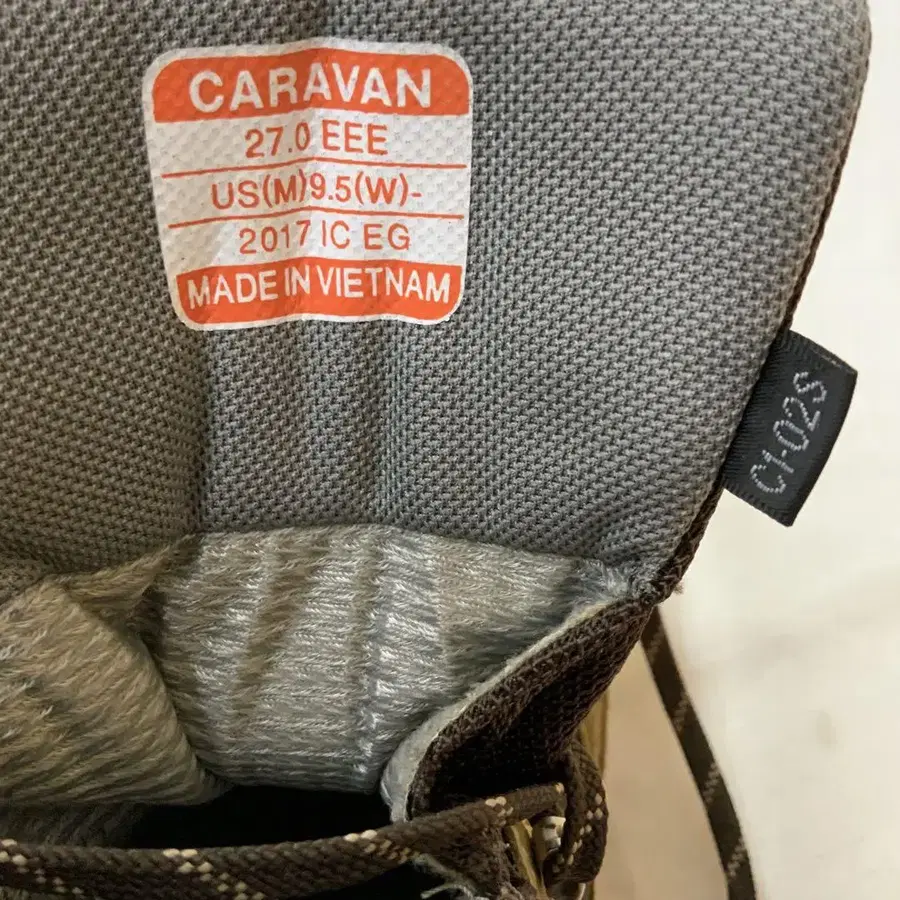 CARAVAN
27.0 EEE
US(M)9.5(W)-
2017 IC EG
MADE IN VIETNAM
C1-02S